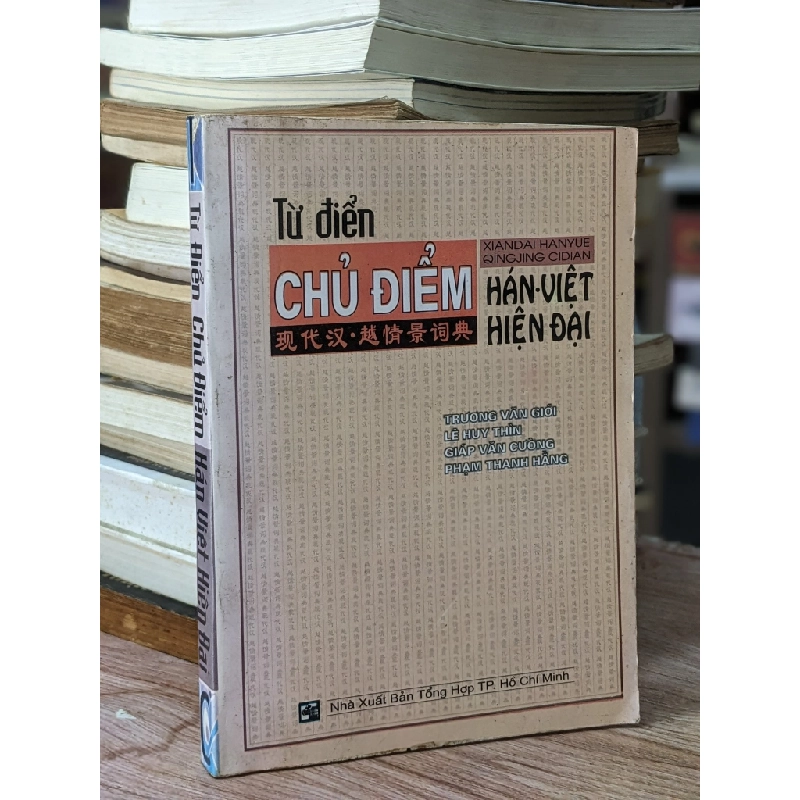 Từ điển
CHỦ ĐIỂM
现代汉·越情景词典
XIANDAI HANYUE
QINGJING CIDIAN
HÁN-VIỆT
HIỆN ĐẠI
TRƯƠNG VĂN GIỚI
LÊ HUY THÌN
GIÁP VĂN CƯỜNG
PHẠM THANH HẰNG
Nhà Xuất Bản Tổng Hợp TP. Hồ Chí Minh
Từ Điển Chủ Điểm Hán Việt Hiện Đại